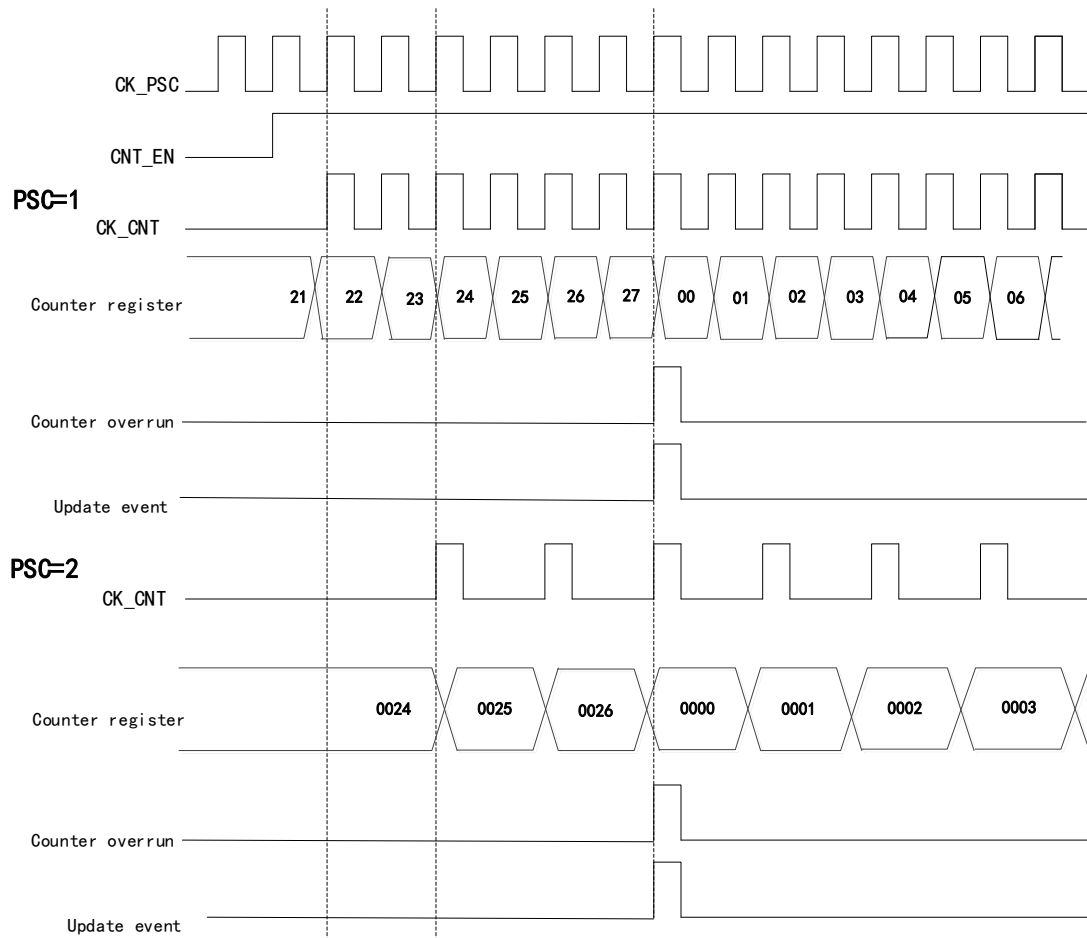 CK_PSC
CNT_EN
PSC=1
CK_CNT
Counter register 21 22 23 24 25 26 27 00 01 02 03 04 05 06
Counter overrun
Update event
PSC=2
CK_CNT
Counter register 0024 0025 0026 0000 0001 0002 0003
Counter overrun
Update event